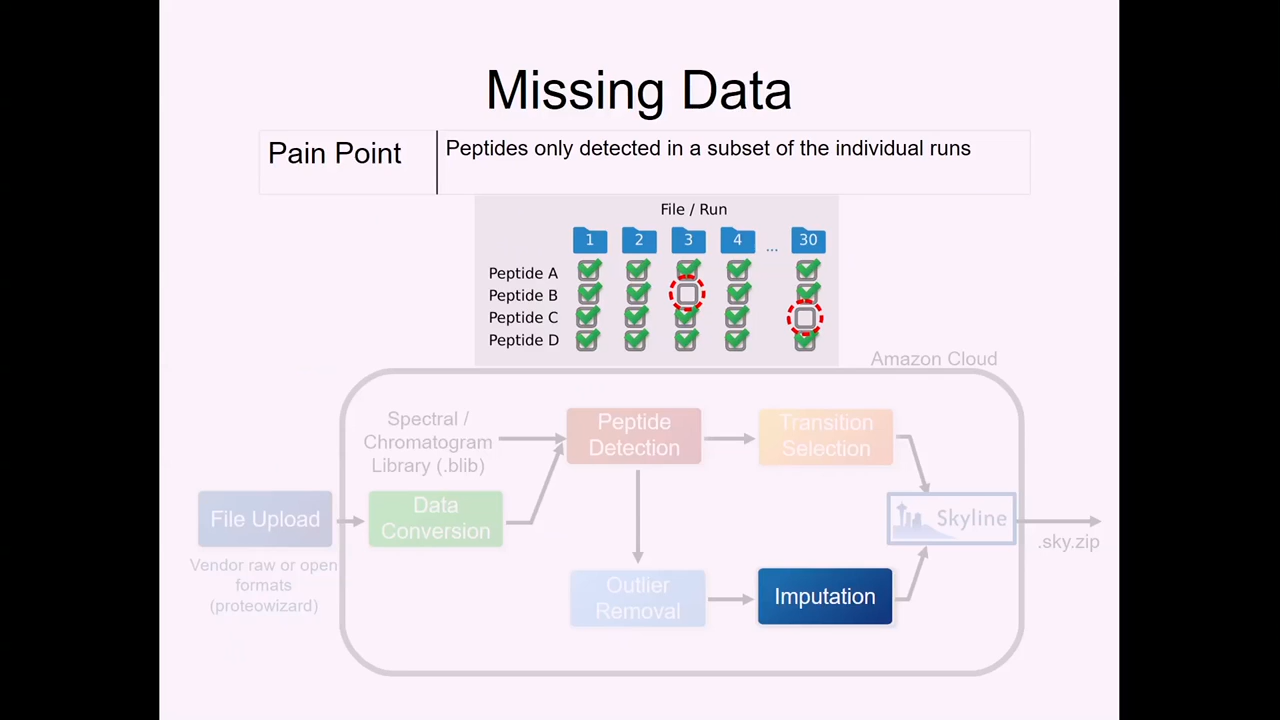 Missing Data
Pain Point
Peptides only detected in a subset of the individual runs
File / Run
1 2 3 4 ... 30
Peptide A
Peptide B
Peptide C
Peptide D
Amazon Cloud
Spectral /
Chromatogram
Library (.blib)
Peptide
Detection
Transition
Selection
File Upload
Data
Conversion
Skyline
.sky.zip
Vendor raw or open
formats
(proteowizard)
Outlier
Removal
Imputation